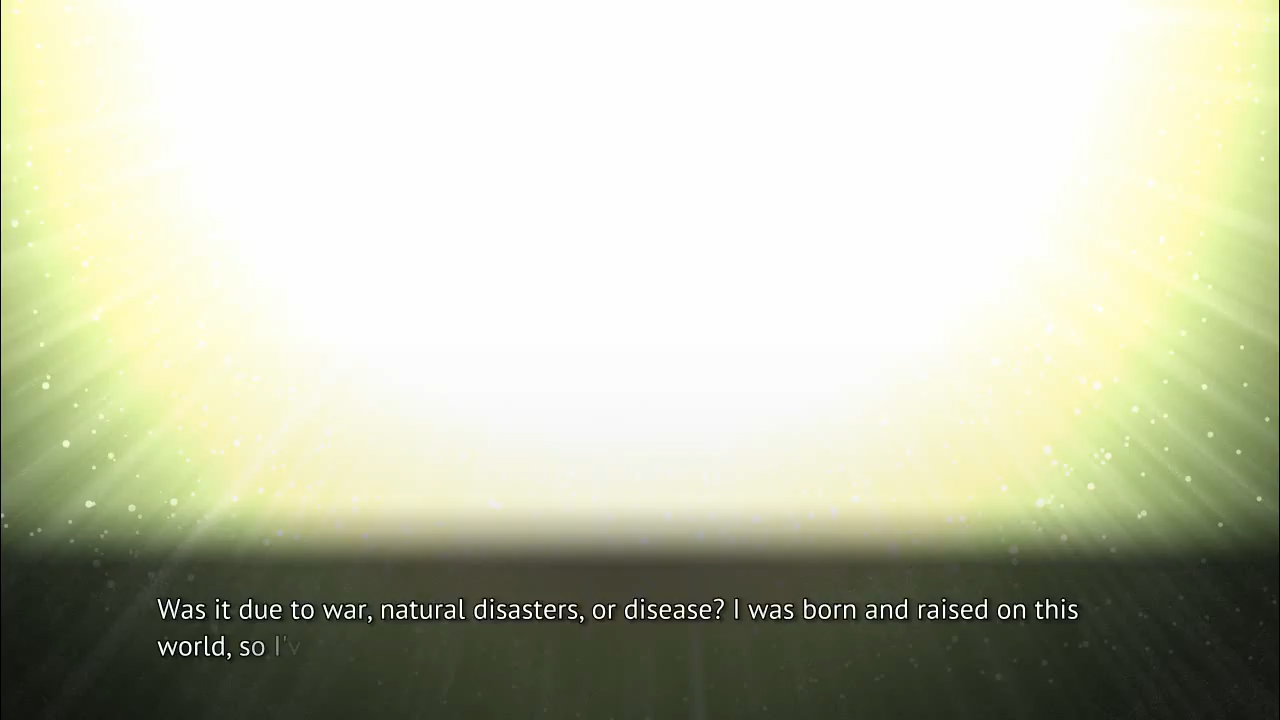 Was it due to war, natural disasters, or disease? I was born and raised on this
world, so I'v